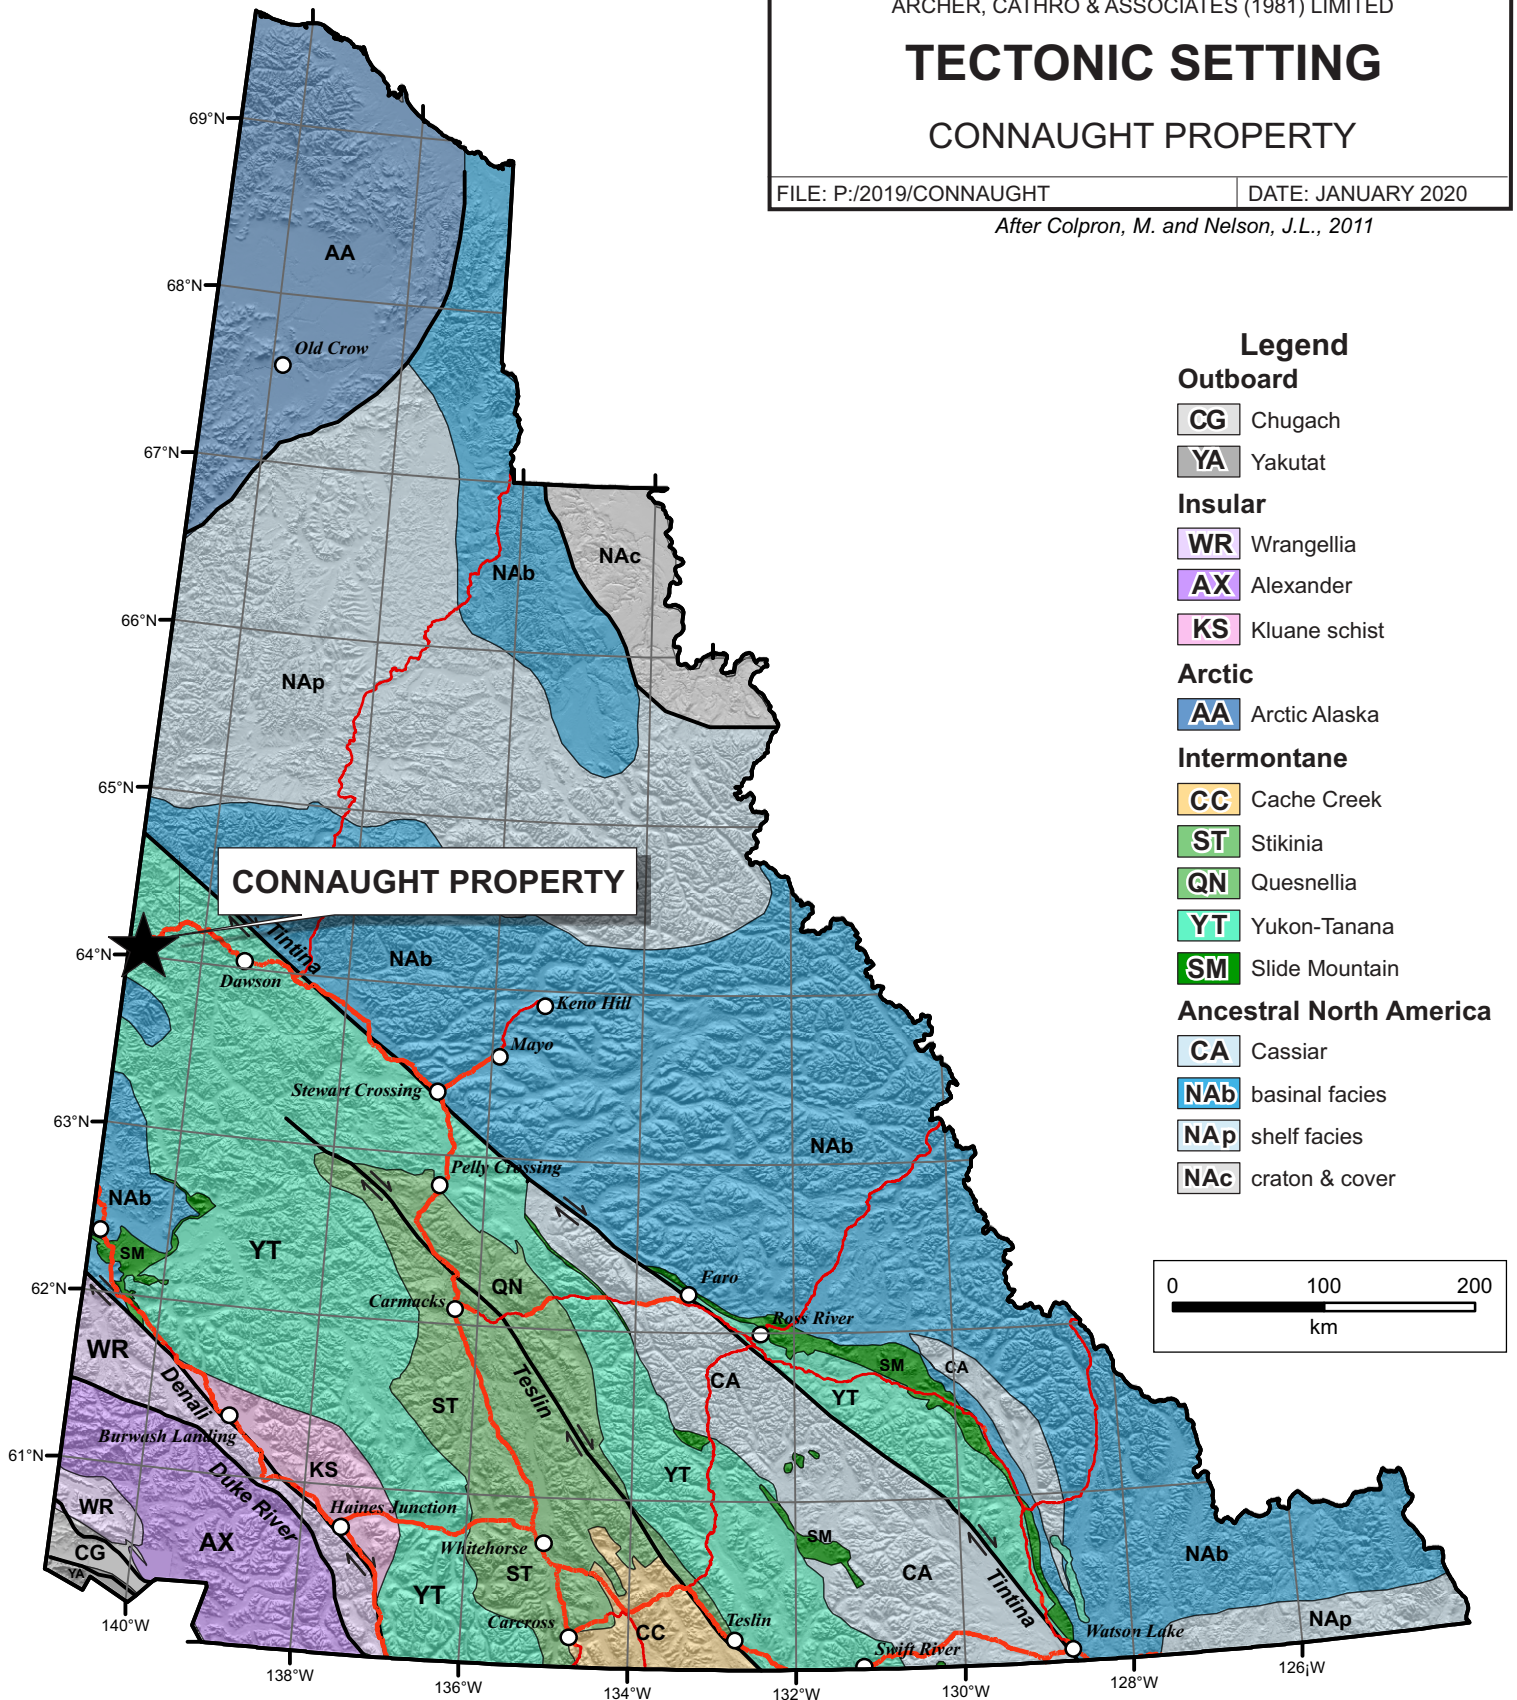 ARCHER, CATHRO & ASSOCIATES (1981) LIMITED
TECTONIC SETTING
CONNAUGHT PROPERTY
FILE: P:/2019/CONNAUGHT
DATE: JANUARY 2020
After Colpron, M. and Nelson, J.L., 2011
69°N
AA
68°N
Old Crow
67°N
NAc
NAb
66°N
NAp
65°N
CONNAUGHT PROPERTY
Tintina
64°N
NAb
Dawson
Keno Hill
Mayo
Stewart Crossing
63°N
NAb
Pelly Crossing
NAb
YT
SM
62°N
QN
Faro
Carmacks
Ross River
WR
SM
CA
Denali
Teslin
CA
YT
ST
Burwash Landing
61°N
KS
YT
Duke River
WR
Haines Junction
SM
AX
Whitehorse
CG
NAb
YA
ST
CA
YT
Tintina
Carcross
Teslin
NAp
CC
Watson Lake
Swift River
140°W
138°W
136°W
134°W
132°W
130°W
128°W
126°W
Legend
Outboard
CG Chugach
YA Yakutat
Insular
WR Wrangellia
AX Alexander
KS Kluane schist
Arctic
AA Arctic Alaska
Intermontane
CC Cache Creek
ST Stikinia
QN Quesnellia
YT Yukon-Tanana
SM Slide Mountain
Ancestral North America
CA Cassiar
NAb basinal facies
NAp shelf facies
NAc craton & cover
0 100 200
km